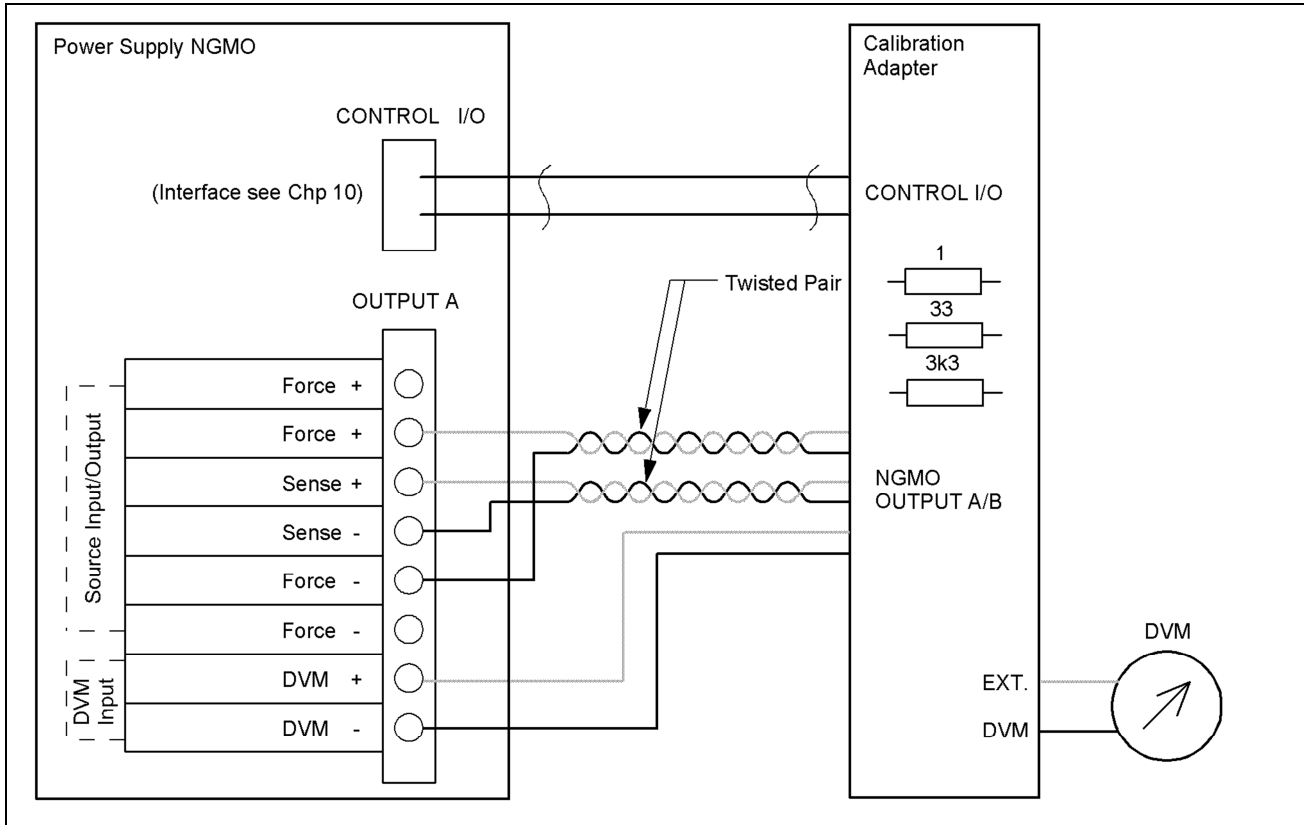 Power Supply NGMO
CONTROL I/O
(Interface see Chp 10)
OUTPUT A
Source Input/Output
Force +
Force +
Sense +
Sense -
Force -
Force -
DVM
Input
DVM +
DVM -
Twisted Pair
Calibration
Adapter
CONTROL I/O
1
33
3k3
NGMO
OUTPUT A/B
EXT.
DVM
DVM